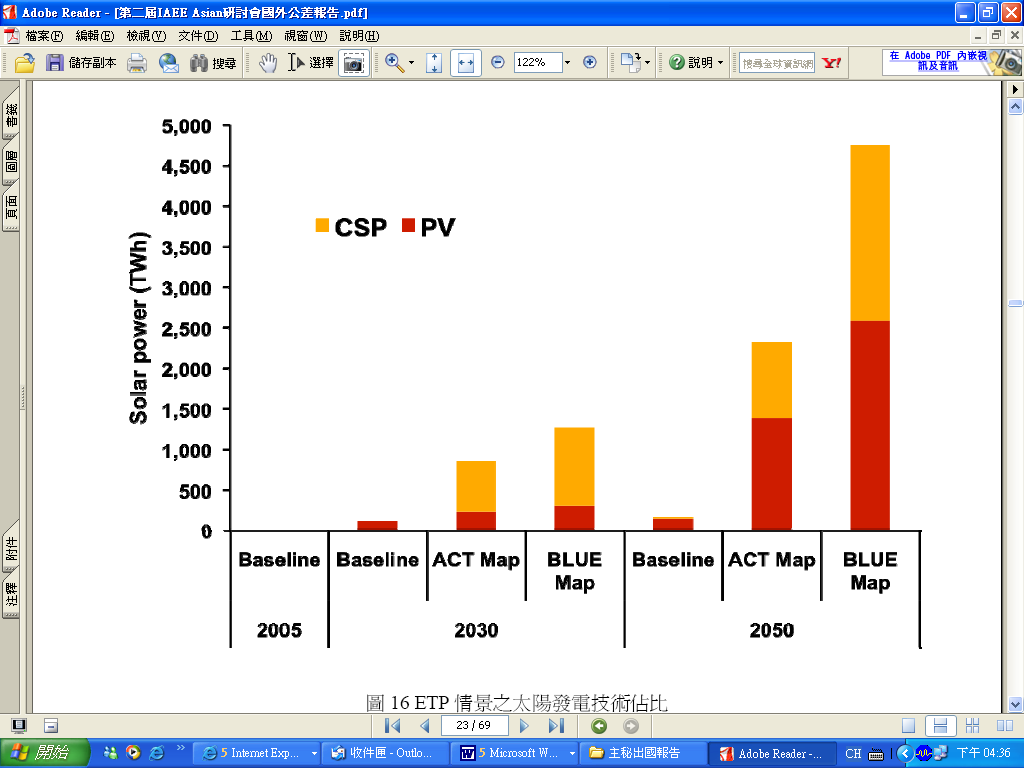 Adobe Reader - [第二屆IAEE Asian研討會國外公差報告.pdf]
檔案(F) 編輯(E) 檢視(V) 文件(D) 工具(M) 視窗(W) 說明(H)
儲存副本 搜尋 選擇 122% 說明 搜尋全球資訊網 Y! 在 Adobe PDF 內嵌視
訊及音訊
書籤
圖層
頁面
附件
注釋
5,000
4,500
4,000
3,500
3,000
2,500
2,000
1,500
1,000
500
0
Solar power (TWh)
CSP PV
Baseline Baseline ACT Map BLUE Map Baseline ACT Map BLUE Map
2005 2030 2050
圖 16 ETP 情景之太陽發電技術佔比
23 / 69
開始 5 Internet Exp... 收件匣 - Outlo... 5 Microsoft W... 主秘出國報告 Adobe Reader -... CH 下午 04:36